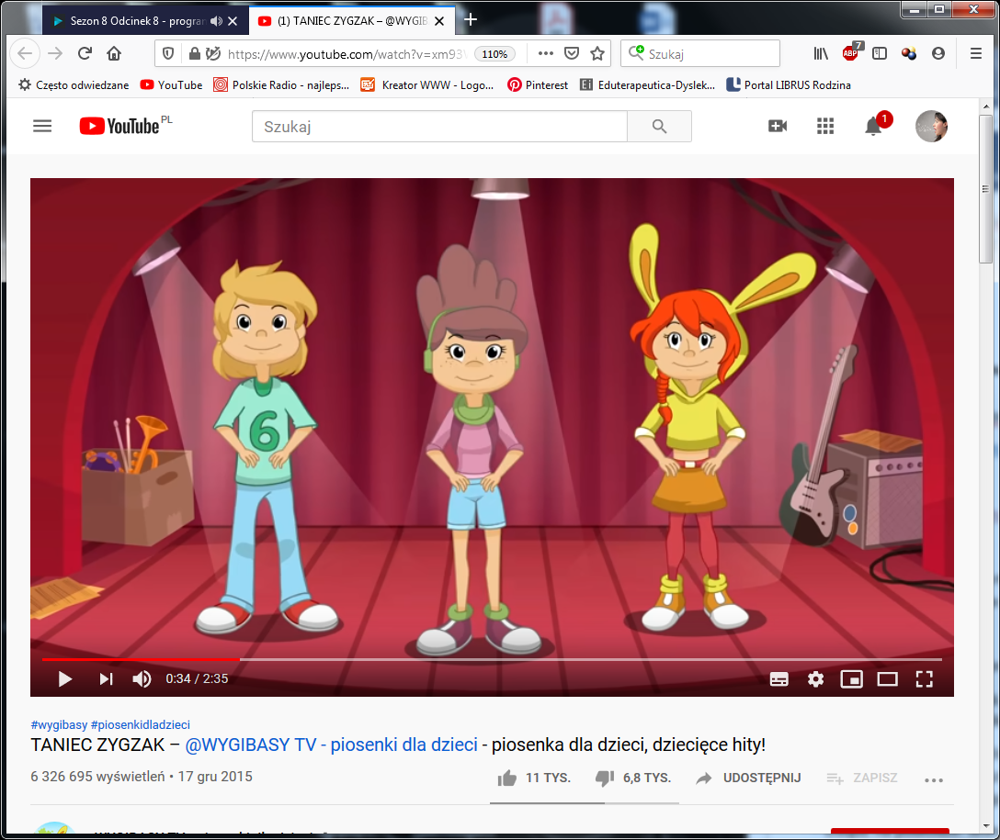 Sezon 8 Odcinek 8 - progra
(1) TANIEC ZYGZAK – @WYGIB
https://www.youtube.com/watch?v=xm93
110%
Szukaj
ABP
7
Często odwiedzane
YouTube
Polskie Radio - najleps...
Kreator WWW - Logo...
Pinterest
Eduterapeutica-Dyslek...
Portal LIBRUS Rodzina
YouTube PL
Szukaj
1
6
0:34 / 2:35
#wygibasy #piosenkidladzieci
TANIEC ZYGZAK – @WYGIBASY TV - piosenki dla dzieci - piosenka dla dzieci, dziecięce hity!
6 326 695 wyświetleń • 17 gru 2015
11 TYS.
6,8 TYS.
UDOSTĘPNIJ
ZAPISZ